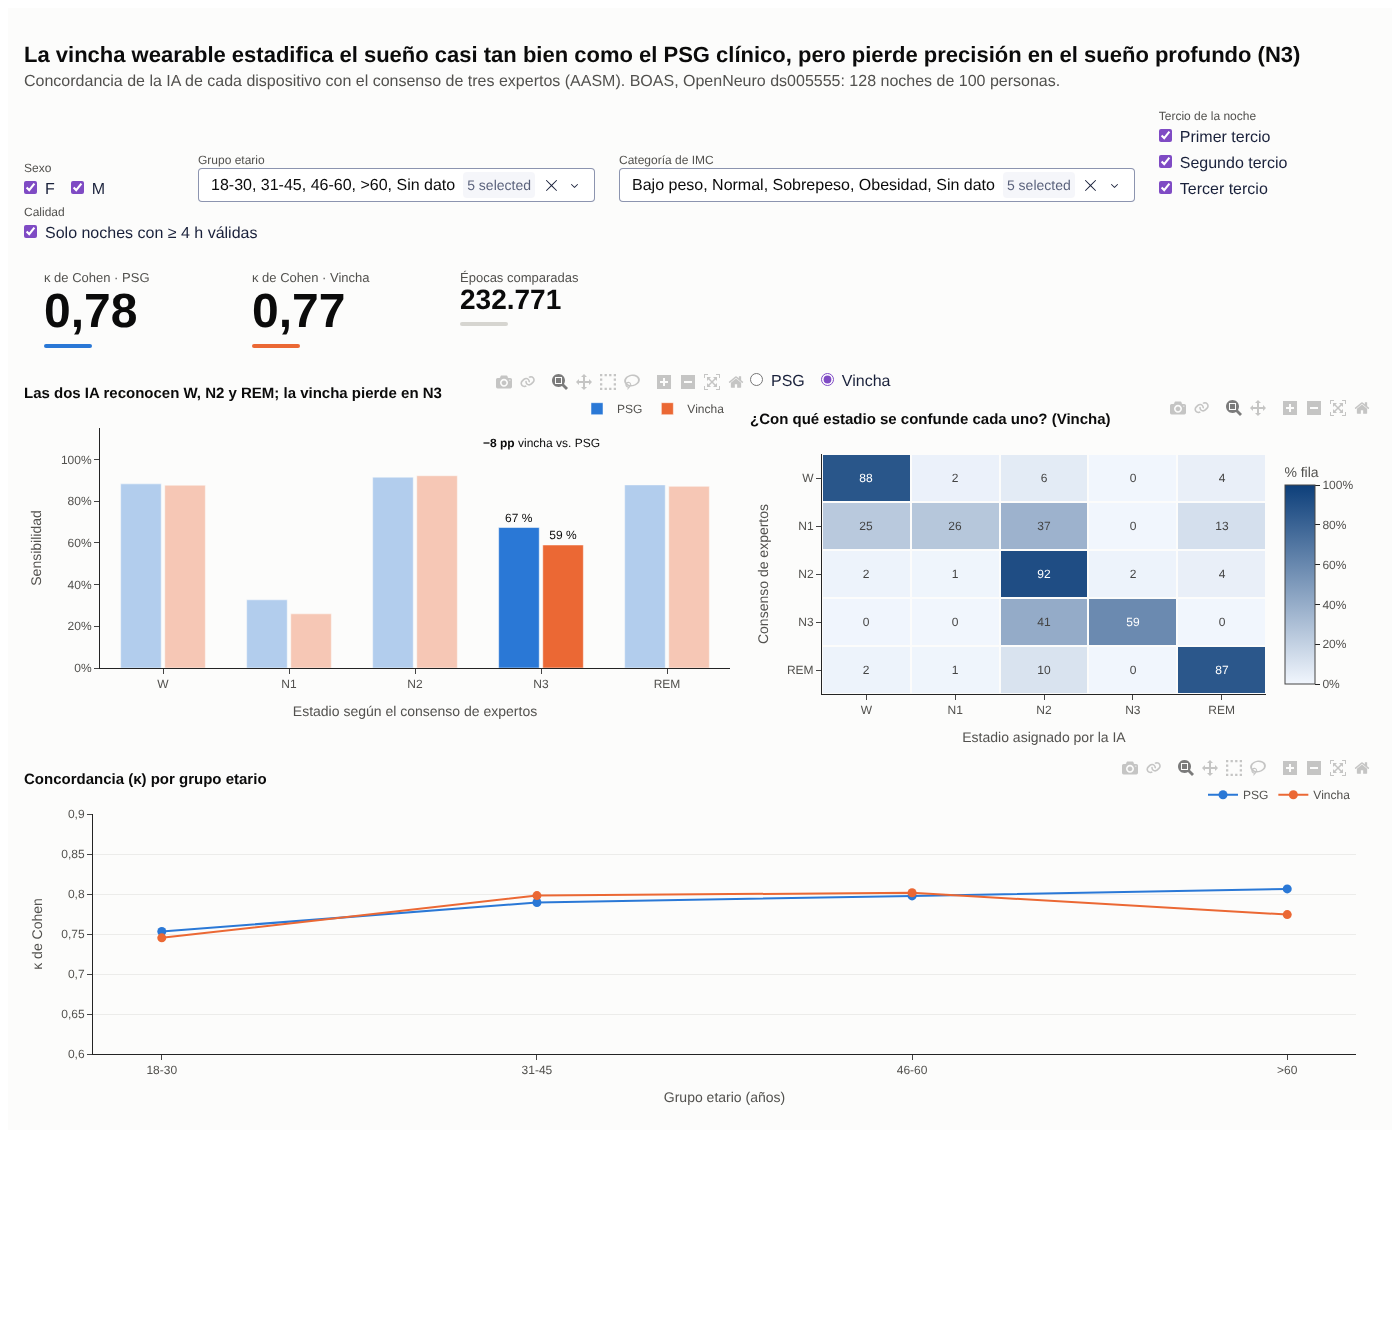 La vincha wearable estadifica el sueño casi tan bien como el PSG clínico, pero pierde precisión en el sueño profundo (N3)
Concordancia de la IA de cada dispositivo con el consenso de tres expertos (AASM). BOAS, OpenNeuro ds005555: 128 noches de 100 personas.
Sexo
F M
Grupo etario
18-30, 31-45, 46-60, >60, Sin dato 5 selected
Categoría de IMC
Bajo peso, Normal, Sobrepeso, Obesidad, Sin dato 5 selected
Tercio de la noche
Primer tercio
Segundo tercio
Tercer tercio
Calidad
Solo noches con ≥ 4 h válidas
κ de Cohen · PSG
0,78
κ de Cohen · Vincha
0,77
Épocas comparadas
232.771
Las dos IA reconocen W, N2 y REM; la vincha pierde en N3
PSG Vincha
−8 pp vincha vs. PSG
100%
80%
60%
40%
20%
0%
Sensibilidad
67 %
59 %
W N1 N2 N3 REM
Estadio según el consenso de expertos
PSG Vincha
¿Con qué estadio se confunde cada uno? (Vincha)
Consenso de expertos
W 88 2 6 0 4
N1 25 26 37 0 13
N2 2 1 92 2 4
N3 0 0 41 59 0
REM 2 1 10 0 87
W N1 N2 N3 REM
Estadio asignado por la IA
% fila
100%
80%
60%
40%
20%
0%
Concordancia (κ) por grupo etario
PSG Vincha
0,9
0,85
0,8
0,75
0,7
0,65
0,6
κ de Cohen
18-30 31-45 46-60 >60
Grupo etario (años)